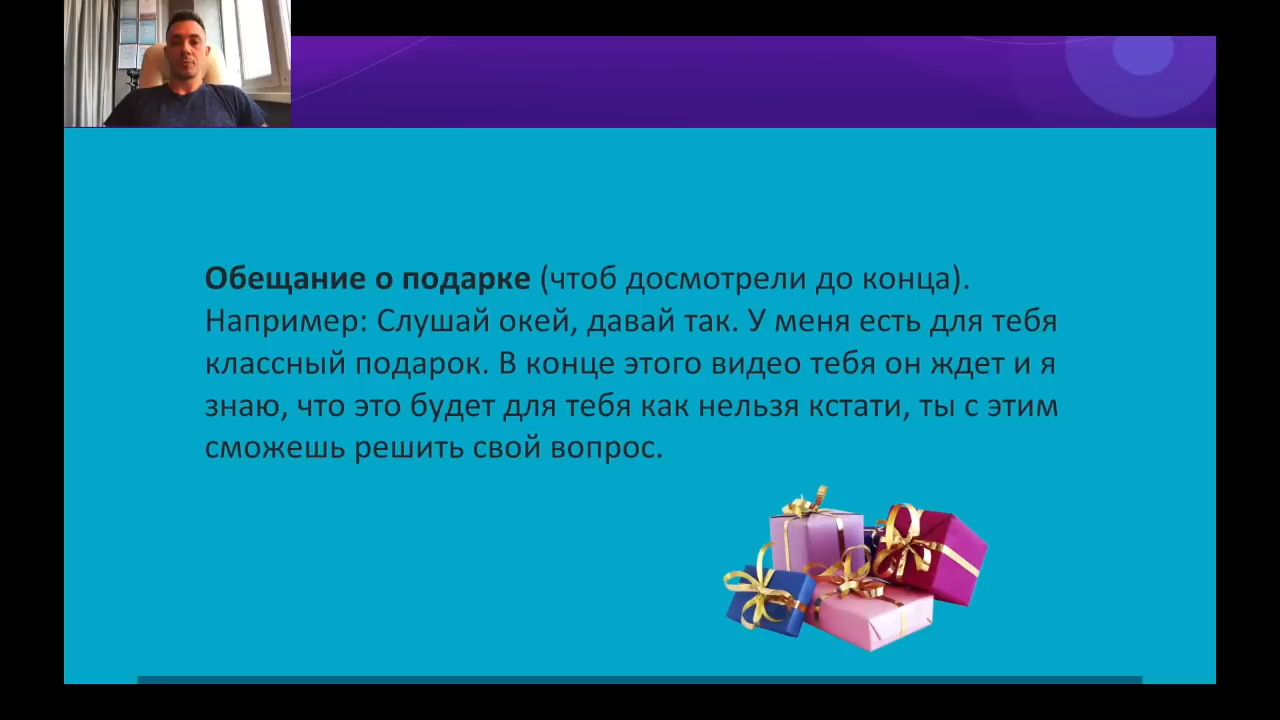 Обещание о подарке (чтоб досмотрели до конца).
Например: Слушай окей, давай так. У меня есть для тебя
классный подарок. В конце этого видео тебя он ждет и я
знаю, что это будет для тебя как нельзя кстати, ты с этим
сможешь решить свой вопрос.